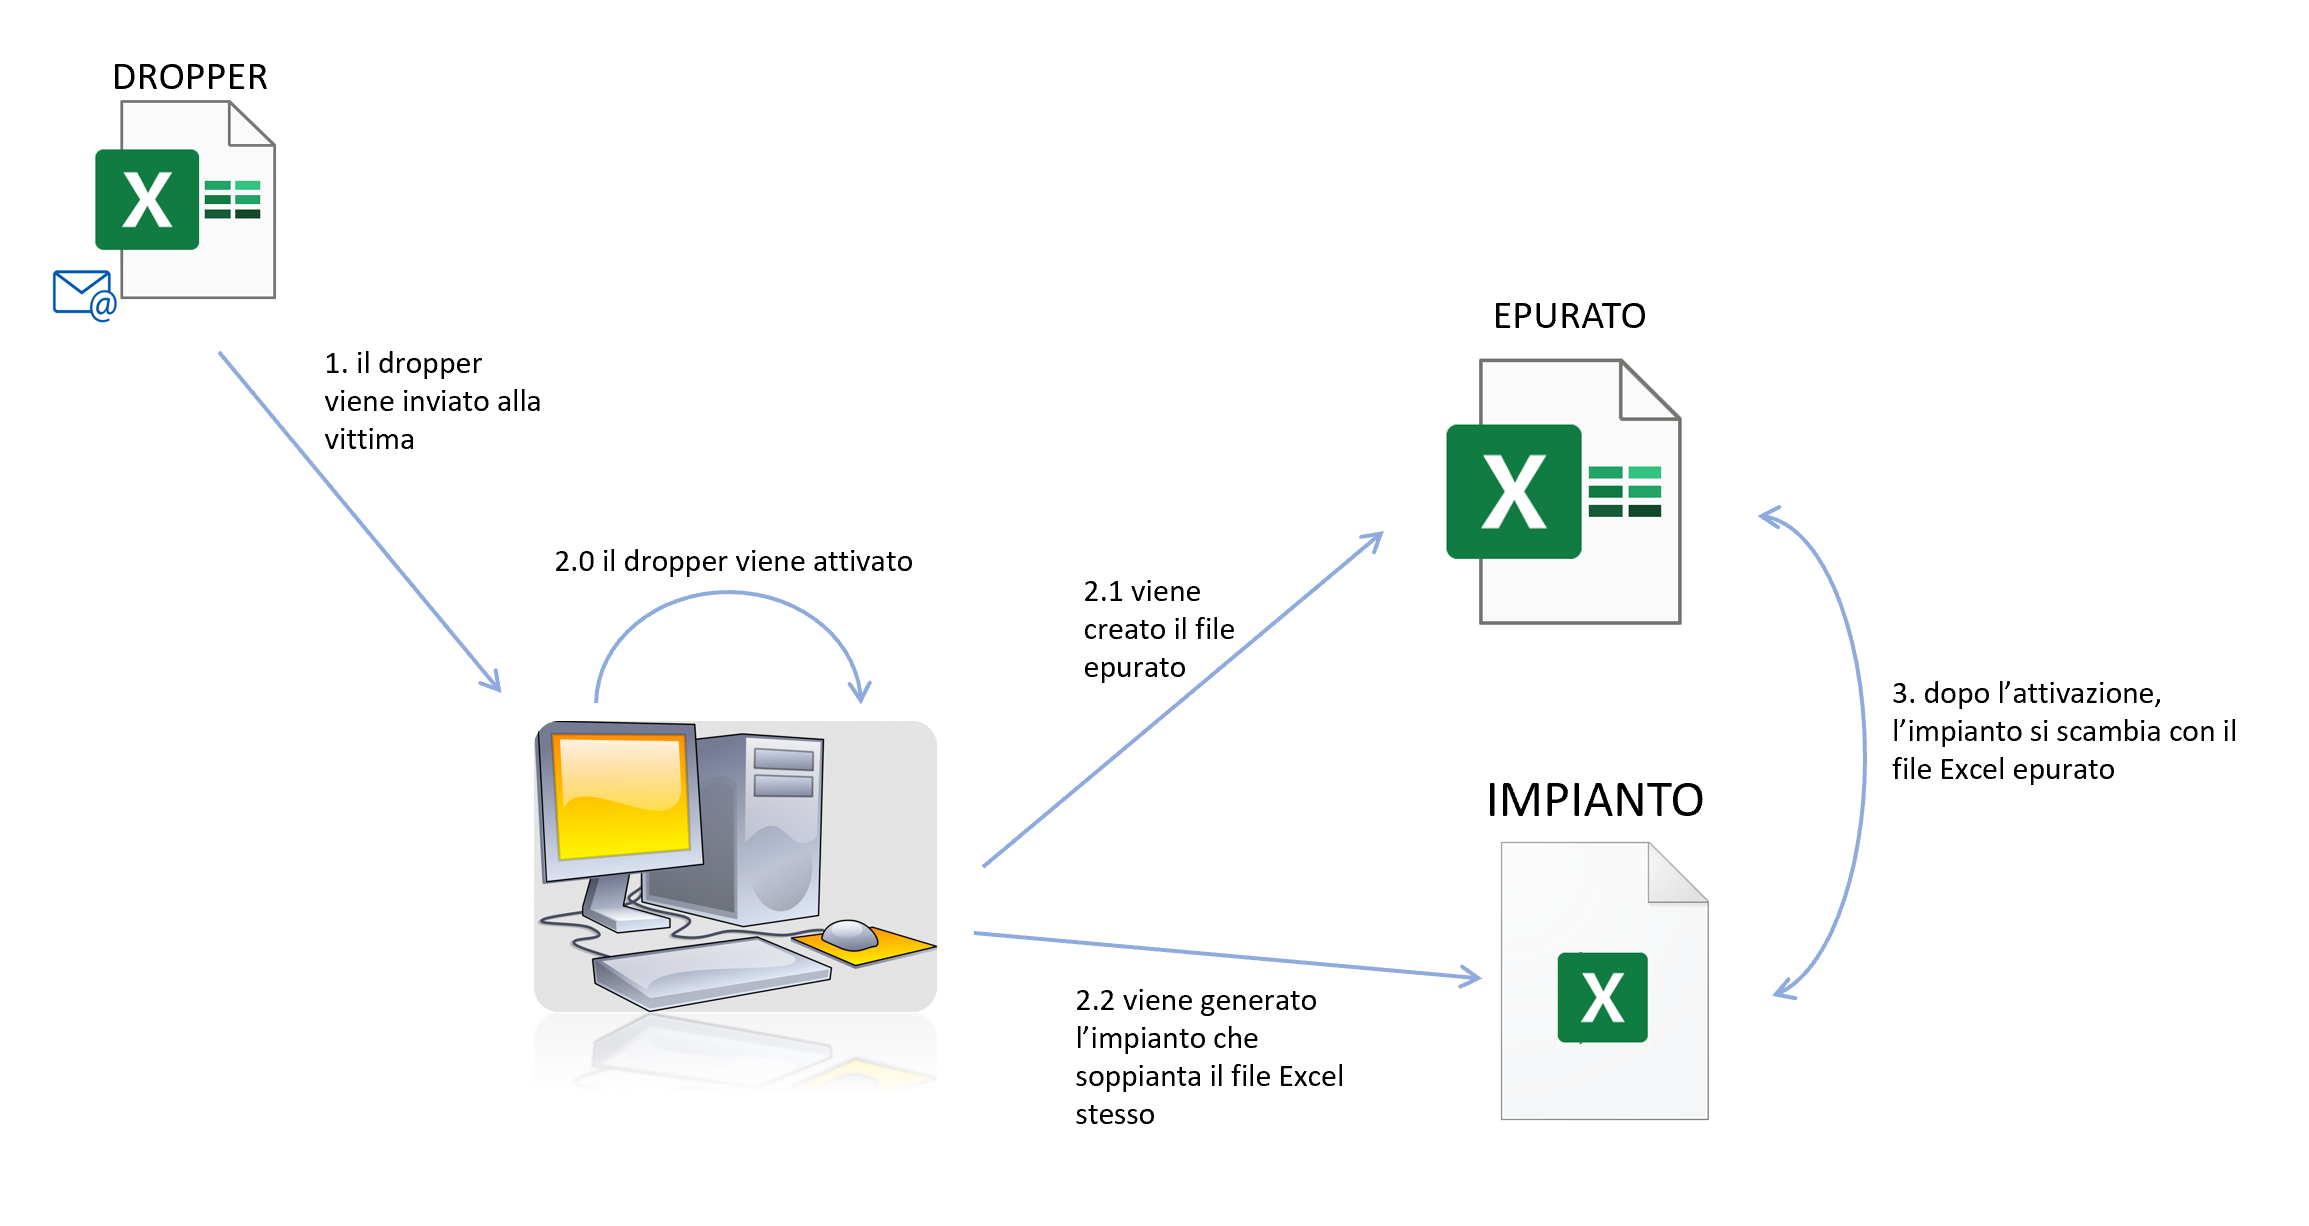 DROPPER
X
@
1. il dropper
viene inviato alla
vittima
2.0 il dropper viene attivato
2.1 viene
creato il file
epurato
EPURATO
X
3. dopo l’attivazione,
l’impianto si scambia con il
file Excel epurato
IMPIANTO
X
2.2 viene generato
l’impianto che
soppianta il file Excel
stesso